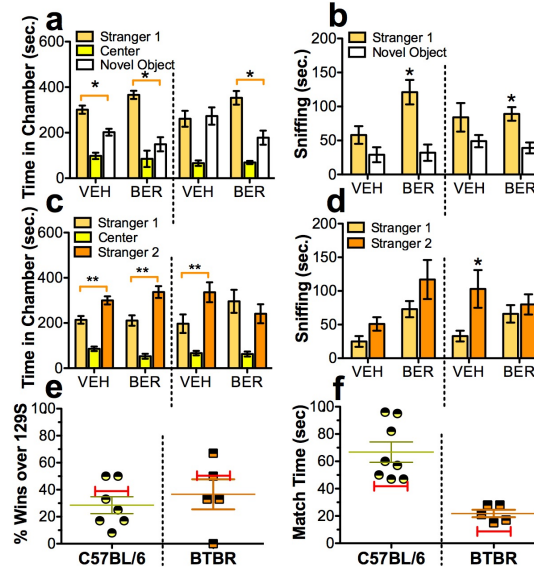 a
Stranger 1
Center
Novel Object
Time in Chamber (sec.)
600
400
200
0
*
*
*
VEH
BER
VEH
BER
b
Stranger 1
Novel Object
Sniffing (sec.)
200
150
100
50
0
*
*
VEH
BER
VEH
BER
c
Stranger 1
Center
Stranger 2
Time in Chamber (sec.)
600
400
200
0
**
**
**
VEH
BER
VEH
BER
d
Stranger 1
Stranger 2
Sniffing (sec.)
200
150
100
50
0
*
VEH
BER
VEH
BER
e
% Wins over 129S
100
80
60
40
20
0
C57BL/6
BTBR
f
Match Time (sec)
100
80
60
40
20
0
C57BL/6
BTBR